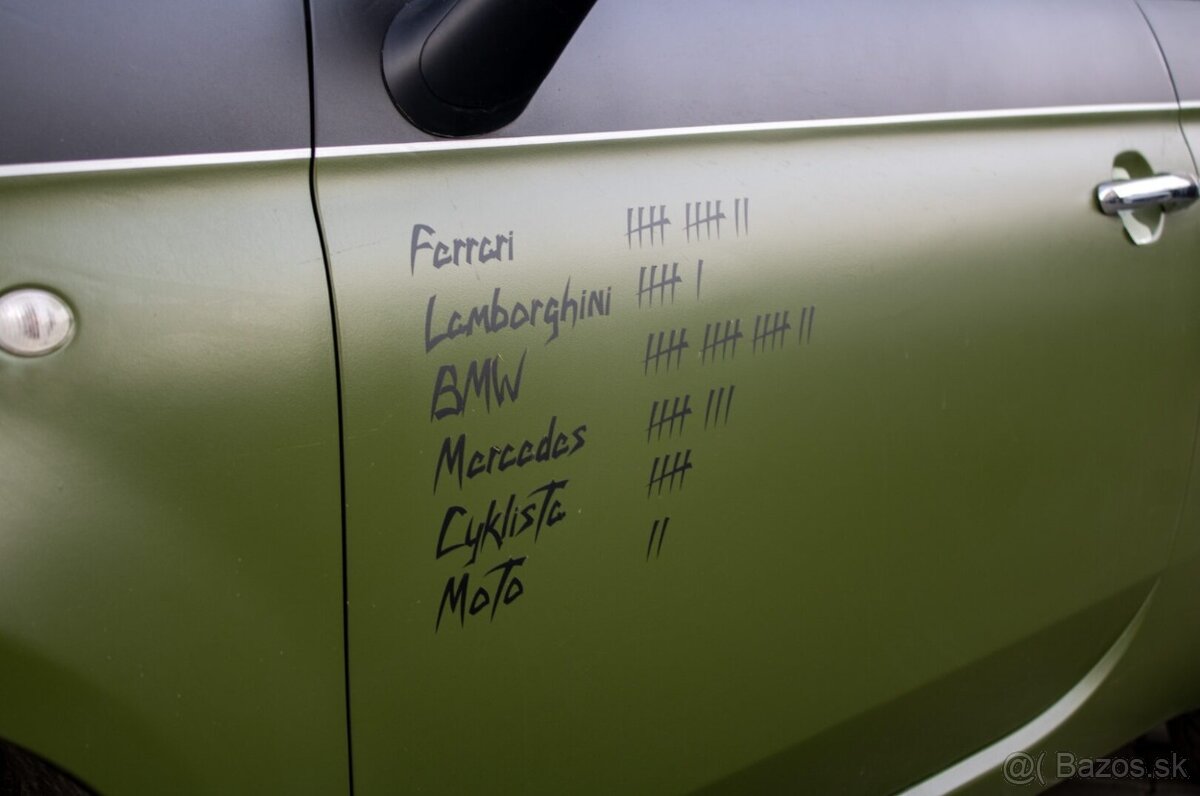 Ferrari
Lamborghini
BMW
Mercedes
Cyklista
Moto
@( Bazos.sk